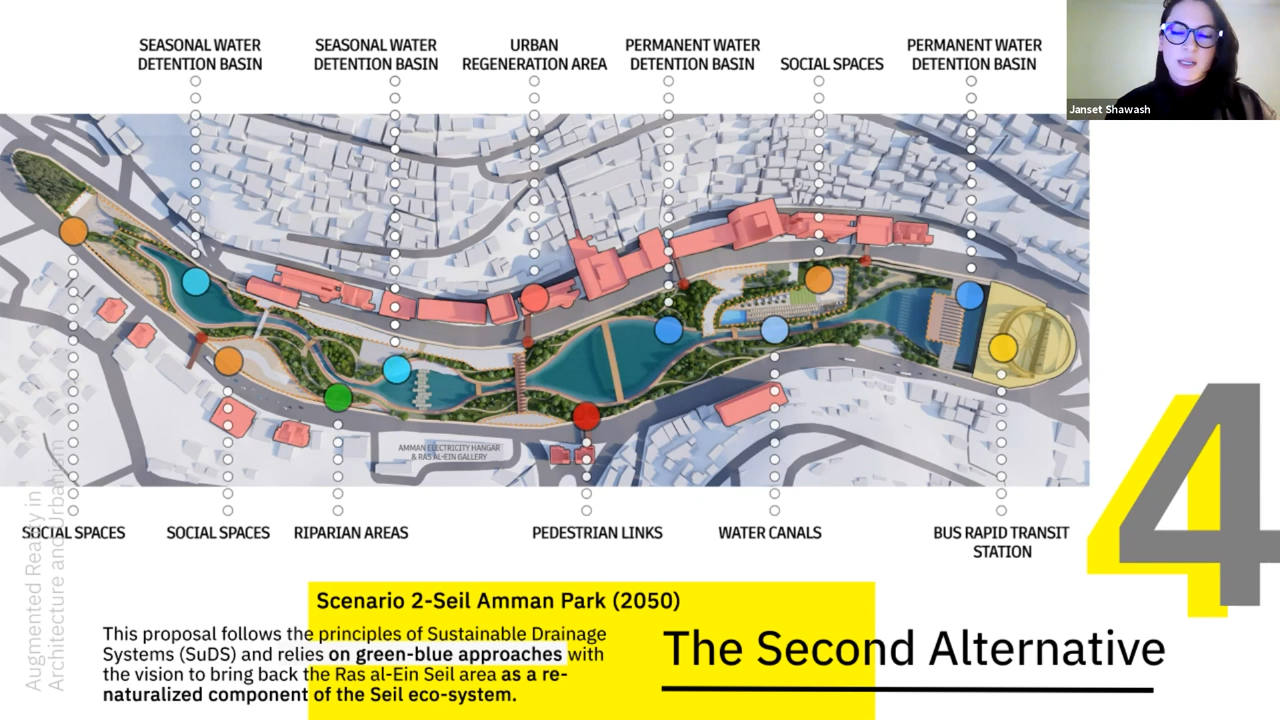 SEASONAL WATER
DETENTION BASIN
SEASONAL WATER
DETENTION BASIN
URBAN
REGENERATION AREA
PERMANENT WATER
DETENTION BASIN
SOCIAL SPACES
PERMANENT WATER
DETENTION BASIN
Janset Shawash
AMMAN ELECTRICITY HANGAR
& RAS AL-EIN GALLERY
SOCIAL SPACES
SOCIAL SPACES
RIPARIAN AREAS
PEDESTRIAN LINKS
WATER CANALS
BUS RAPID TRANSIT
STATION
4
Augmented Reality in
Architecture and Urbanism
Scenario 2-Seil Amman Park (2050)
This proposal follows the principles of Sustainable Drainage
Systems (SuDS) and relies on green-blue approaches with
the vision to bring back the Ras al-Ein Seil area as a re-
naturalized component of the Seil eco-system.
The Second Alternative